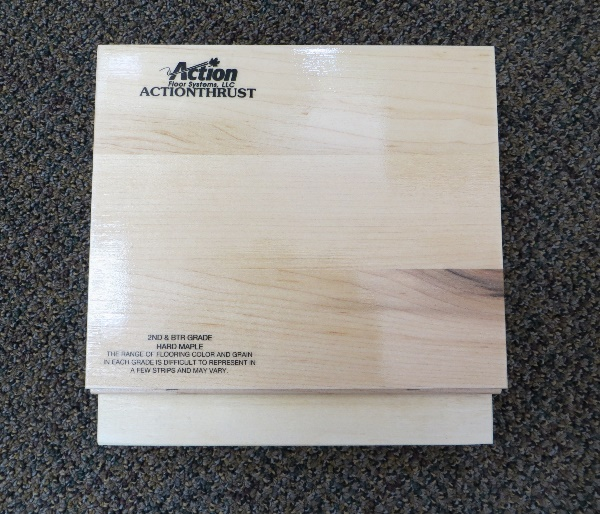 Action
Floor Systems, LLC
ACTIONTHRUST
2ND & BTR GRADE
HARD MAPLE
THE RANGE OF FLOORING COLOR AND GRAIN
IN EACH GRADE IS DIFFICULT TO REPRESENT IN
A FEW STRIPS AND MAY VARY.